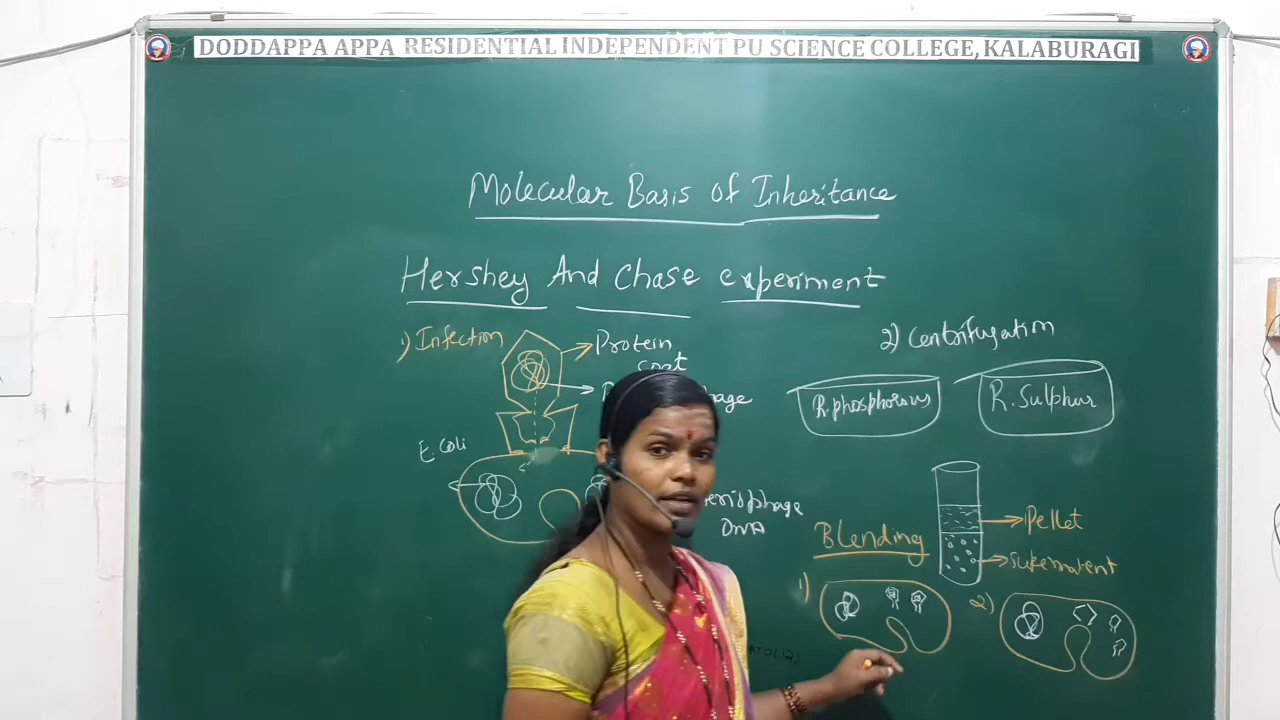 DODDAPPA APPA RESIDENTIAL INDEPENDENT PU SCIENCE COLLEGE, KALABURAGI
Molecular Basis of Inheritance
Hershey And Chase experiment
1) Infection
Protein
coat
E. Coli
DNA
2) Centrifugation
R. phosphorous
R. Sulphur
Blending
Pellet
Supernatent
1)
2)